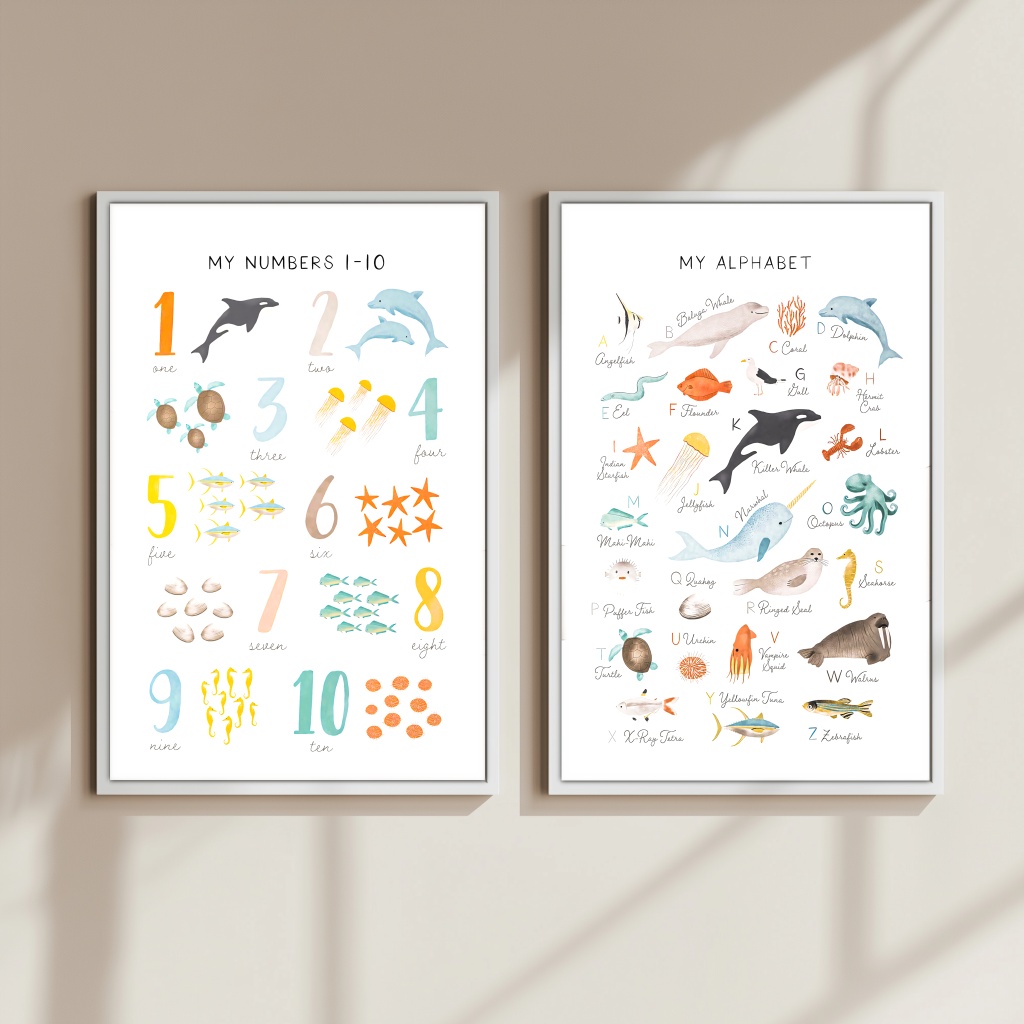 MY NUMBERS 1-10
1
one
2
two
3
three
4
four
5
five
6
six
7
seven
8
eight
9
nine
10
ten
MY ALPHABET
A
Angelfish
B Beluga Whale
C Coral
D Dolphin
E Eel
F Flounder
G
Gull
H
Hermit
Crab
I
Indian
Starfish
J
Jellyfish
K
Killer Whale
L
Lobster
M
Mahi-Mahi
N Narwhal
O
Octopus
P Puffer Fish
Q Quahog
R Ringed Seal
S
Seahorse
T
Turtle
U Urchin
V
Vampire
Squid
W Walrus
X X-Ray Tetra
Y Yellowfin Tuna
Z Zebrafish